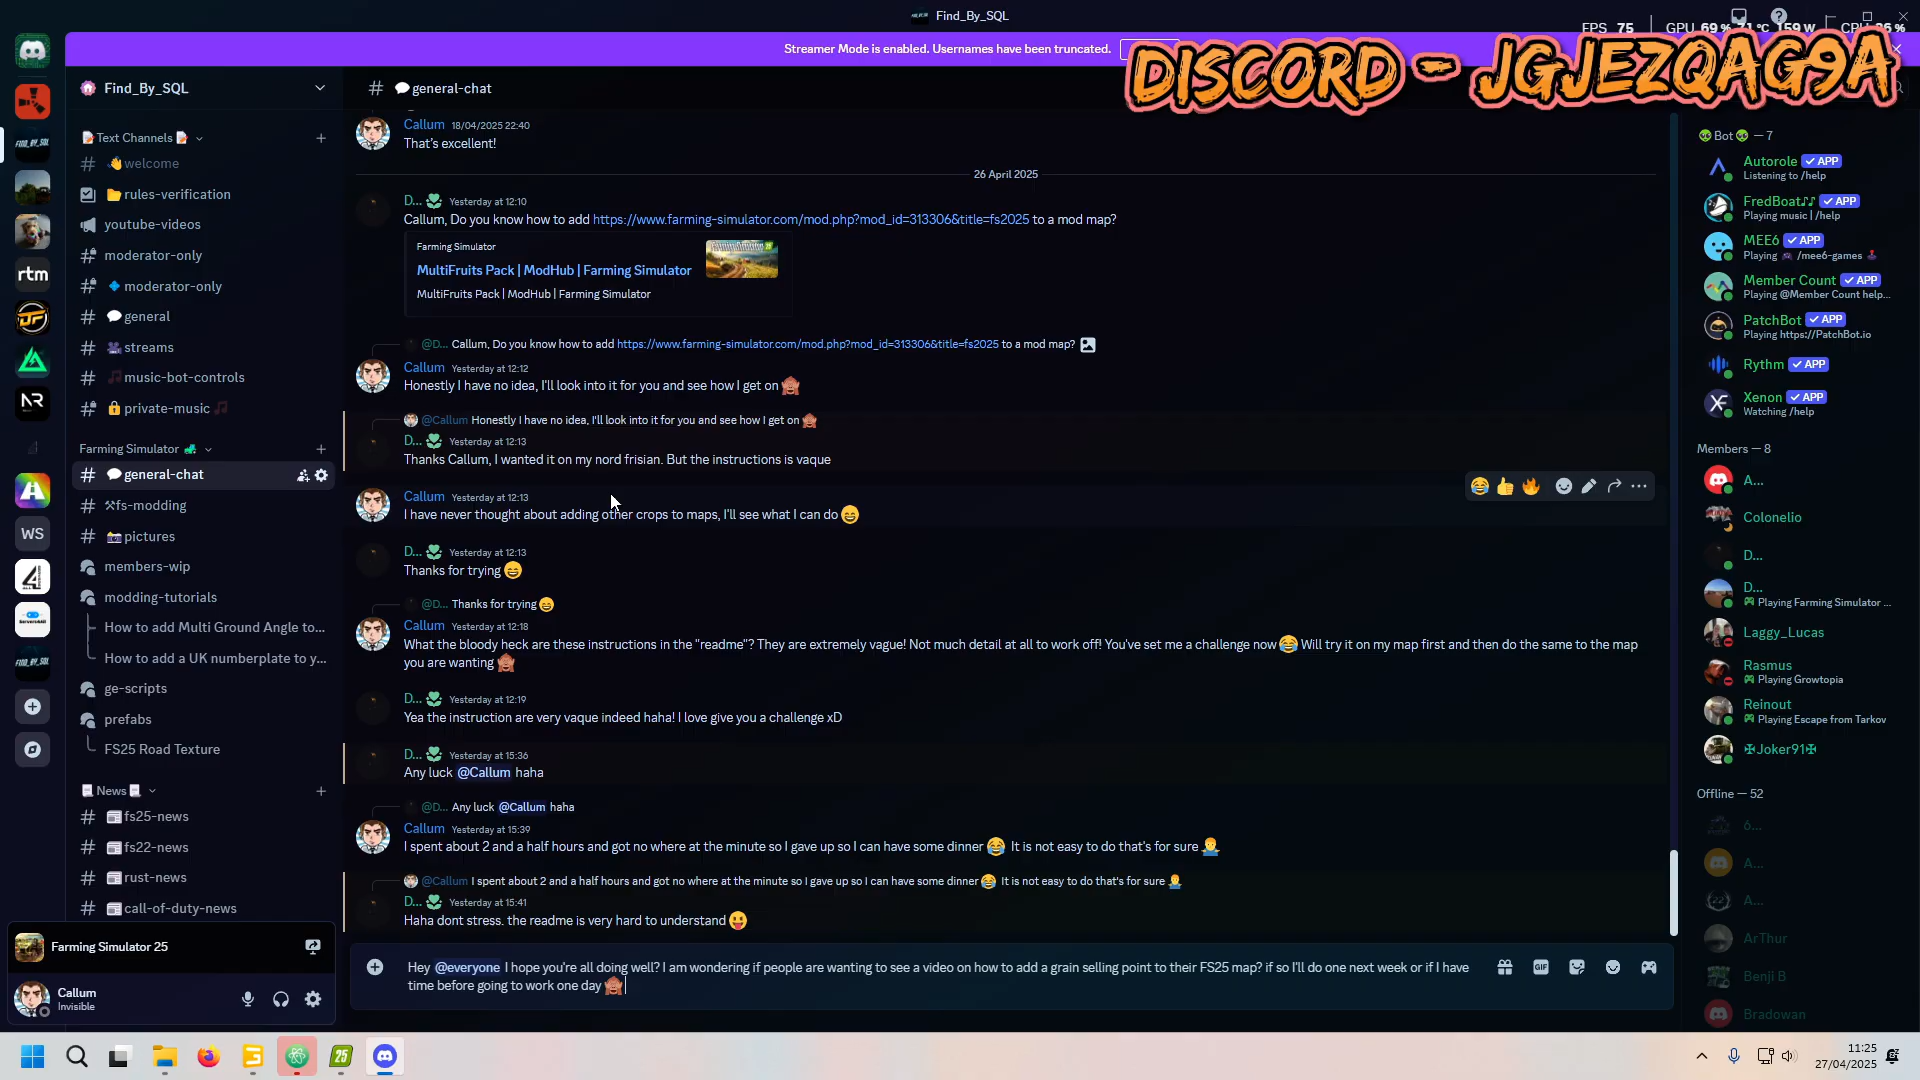 Find_By_SQL
FPS 75 GPU 69 % 71 °C 159 W CPU 36 %
Streamer Mode is enabled. Usernames have been truncated.
DISCORD - JGJEZQAG9A
Find_By_SQL
Text Channels
welcome
rules-verification
youtube-videos
moderator-only
moderator-only
general
streams
music-bot-controls
private-music
Farming Simulator
general-chat
fs-modding
pictures
members-wip
modding-tutorials
How to add Multi Ground Angle to...
How to add a UK numberplate to y...
ge-scripts
prefabs
FS25 Road Texture
News
fs25-news
fs22-news
rust-news
call-of-duty-news
rtm
WS
Farming Simulator 25
Callum
Invisible
general-chat
Callum 18/04/2025 22:40
That's excellent!
26 April 2025
D... Yesterday at 12:10
Callum, Do you know how to add https://www.farming-simulator.com/mod.php?mod_id=313306&title=fs2025 to a mod map?
Farming Simulator
MultiFruits Pack | ModHub | Farming Simulator
MultiFruits Pack | ModHub | Farming Simulator
@D... Callum, Do you know how to add https://www.farming-simulator.com/mod.php?mod_id=313306&title=fs2025 to a mod map?
Callum Yesterday at 12:12
Honestly I have no idea, I'll look into it for you and see how I get on 🙈
@Callum Honestly I have no idea, I'll look into it for you and see how I get on 🙈
D... Yesterday at 12:13
Thanks Callum, I wanted it on my nord frisian. But the instructions is vaque
Callum Yesterday at 12:13
I have never thought about adding other crops to maps, I'll see what I can do 😄
D... Yesterday at 12:13
Thanks for trying 😄
@D... Thanks for trying 😄
Callum Yesterday at 12:18
What the bloody heck are these instructions in the "readme"? They are extremely vague! Not much detail at all to work off! You've set me a challenge now 😂 Will try it on my map first and then do the same to the map
you are wanting 🙈
D... Yesterday at 12:19
Yea the instruction are very vaque indeed haha! I love give you a challenge xD
D... Yesterday at 15:36
Any luck @Callum haha
@D... Any luck @Callum haha
Callum Yesterday at 15:39
I spent about 2 and a half hours and got no where at the minute so I gave up so I can have some dinner 😂 It is not easy to do that's for sure 🤦‍♂️
@Callum I spent about 2 and a half hours and got no where at the minute so I gave up so I can have some dinner 😂 It is not easy to do that's for sure 🤦‍♂️
D... Yesterday at 15:41
Haha dont stress. the readme is very hard to understand 😛
Hey @everyone I hope you're all doing well? I am wondering if people are wanting to see a video on how to add a grain selling point to their FS25 map? if so I'll do one next week or if I have
time before going to work one day 🙈
GIF
Bot — 7
Autorole APP
Listening to /help
FredBoat♪♪ APP
Playing music | /help
MEE6 APP
Playing 🎮 /mee6-games 🕹
Member Count APP
Playing @Member Count help...
PatchBot APP
Playing https://PatchBot.io
Rythm APP
Xenon APP
Watching /help
Members — 8
A...
Colonelio
D...
D...
Playing Farming Simulator ...
Laggy_Lucas
Rasmus
Playing Growtopia
Reinout
Playing Escape from Tarkov
✠Joker91✠
Offline — 52
6...
A...
A...
ArThur
Benji B
Bradowan
25
11:25
27/04/2025